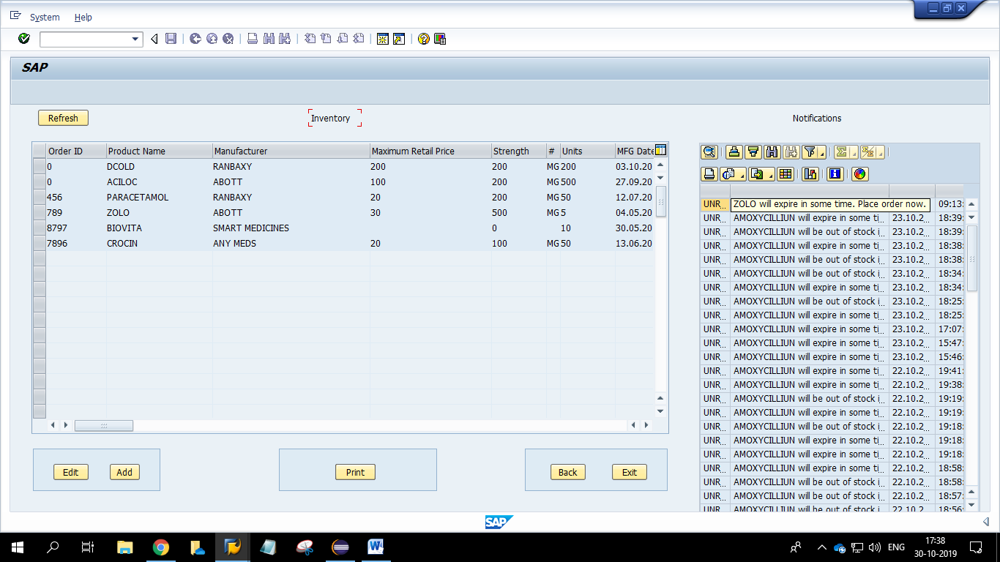 System Help
SAP
Refresh Inventory Notifications
Order ID Product Name Manufacturer Maximum Retail Price Strength # Units MFG Date
0 DCOLD RANBAXY 200 200 MG 200 03.10.20
0 ACILOC ABOTT 100 200 MG 500 27.09.20
456 PARACETAMOL RANBAXY 20 200 MG 50 12.07.20
789 ZOLO ABOTT 30 500 MG 5 04.05.20
8797 BIOVITA SMART MEDICINES 0 10 30.05.20
7896 CROCIN ANY MEDS 20 100 MG 50 13.06.20
UNR... ZOLO will expire in some time. Place order now. 09:13:
UNR... AMOXYCILLIUN will expire in some ti... 23.10.2... 18:39:
UNR... AMOXYCILLIUN will be out of stock i... 23.10.2... 18:39:
UNR... AMOXYCILLIUN will expire in some ti... 23.10.2... 18:38:
UNR... AMOXYCILLIUN will be out of stock i... 23.10.2... 18:38:
UNR... AMOXYCILLIUN will be out of stock i... 23.10.2... 18:34:
UNR... AMOXYCILLIUN will expire in some ti... 23.10.2... 18:34:
UNR... AMOXYCILLIUN will be out of stock i... 23.10.2... 18:25:
UNR... AMOXYCILLIUN will expire in some ti... 23.10.2... 18:25:
UNR... AMOXYCILLIUN will expire in some ti... 23.10.2... 17:07:
UNR... AMOXYCILLIUN will expire in some ti... 23.10.2... 15:47:
UNR... AMOXYCILLIUN will expire in some ti... 23.10.2... 15:46:
UNR... AMOXYCILLIUN will expire in some ti... 22.10.2... 19:41:
UNR... AMOXYCILLIUN will expire in some ti... 22.10.2... 19:38:
UNR... AMOXYCILLIUN will be out of stock i... 22.10.2... 19:19:
UNR... AMOXYCILLIUN will expire in some ti... 22.10.2... 19:19:
UNR... AMOXYCILLIUN will be out of stock i... 22.10.2... 19:18:
UNR... AMOXYCILLIUN will expire in some ti... 22.10.2... 19:18:
UNR... AMOXYCILLIUN will expire in some ti... 22.10.2... 19:18:
UNR... AMOXYCILLIUN will expire in some ti... 22.10.2... 18:58:
UNR... AMOXYCILLIUN will be out of stock i... 22.10.2... 18:58:
UNR... AMOXYCILLIUN will be out of stock i... 22.10.2... 18:57:
UNR... AMOXYCILLIUN will be out of stock i... 22.10.2... 18:56:
Edit Add Print Back Exit
SAP
ENG 17:38
30-10-2019